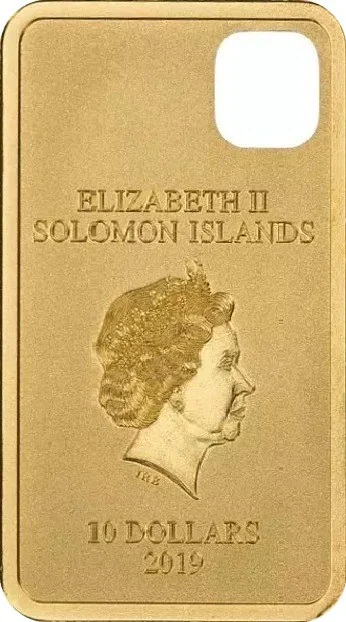 ELIZABETH II
SOLOMON ISLANDS
IRB
10 DOLLARS
2019